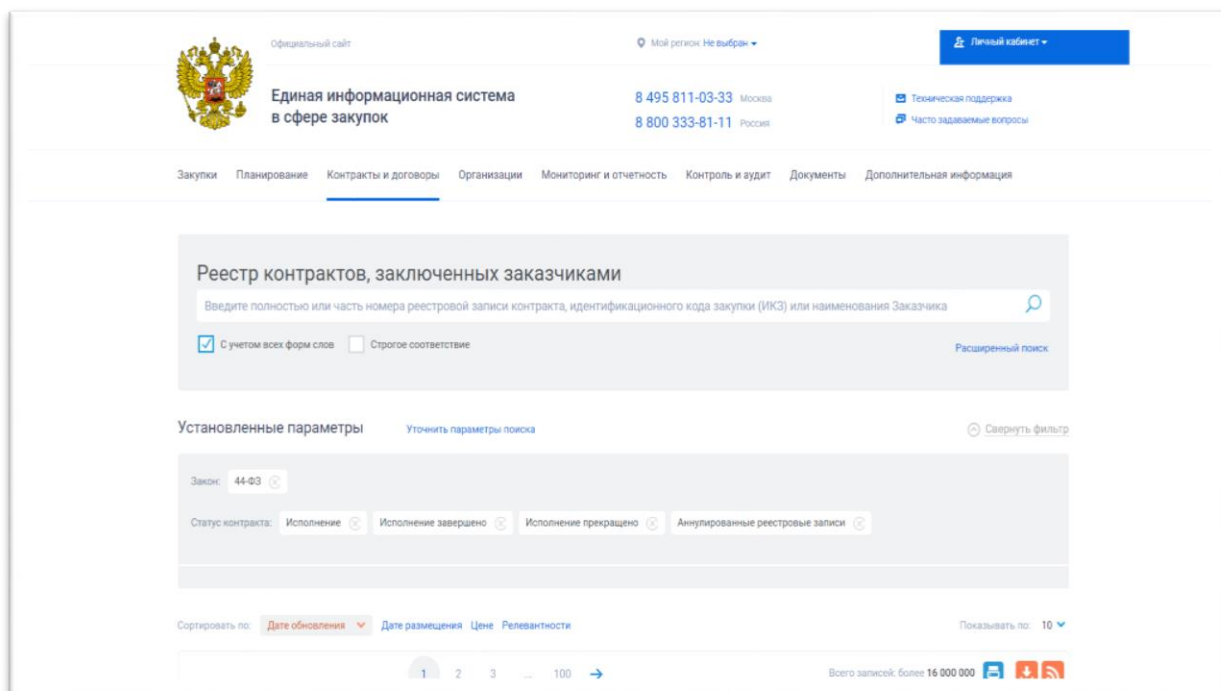 Официальный сайт
Мой регион: Не выбран
Личный кабинет
Единая информационная система
в сфере закупок
8 495 811-03-33 Москва
8 800 333-81-11 Россия
Техническая поддержка
Часто задаваемые вопросы
Закупки Планирование Контракты и договоры Организации Мониторинг и отчетность Контроль и аудит Документы Дополнительная информация
Реестр контрактов, заключенных заказчиками
Введите полностью или часть номера реестровой записи контракта, идентификационного кода закупки (ИКЗ) или наименования Заказчика
С учетом всех форм слов Строгое соответствие
Расширенный поиск
Установленные параметры Уточнить параметры поиска Свернуть фильтр
Закон: 44-ФЗ
Статус контракта: Исполнение Исполнение завершено Исполнение прекращено Аннулированные реестровые записи
Сортировать по: Дате обновления Дате размещения Цене Релевантности Показывать по: 10
1 2 3 ... 100 Всего записей: более 16 000 000